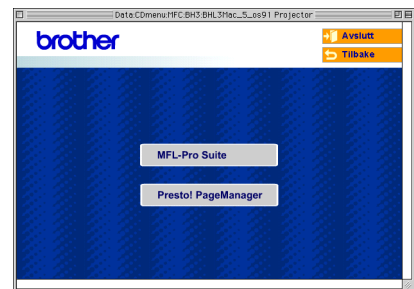 Data:CDmenu:MFC:BH3:BHL3Mac_5_os91 Projector
brother
Avslutt
Tilbake
MFL-Pro Suite
Presto! PageManager